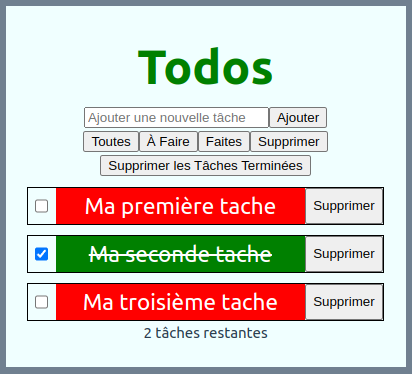 Todos
Ajouter une nouvelle tâche Ajouter
Toutes À Faire Faites Supprimer
Supprimer les Tâches Terminées
Ma première tache Supprimer
Ma seconde tache Supprimer
Ma troisième tache Supprimer
2 tâches restantes